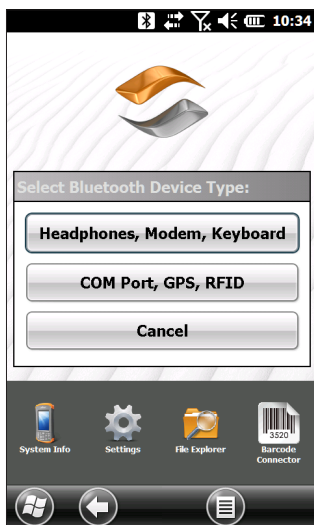 10:34
Select Bluetooth Device Type:
Headphones, Modem, Keyboard
COM Port, GPS, RFID
Cancel
3520
System Info Settings File Explorer Barcode Connector